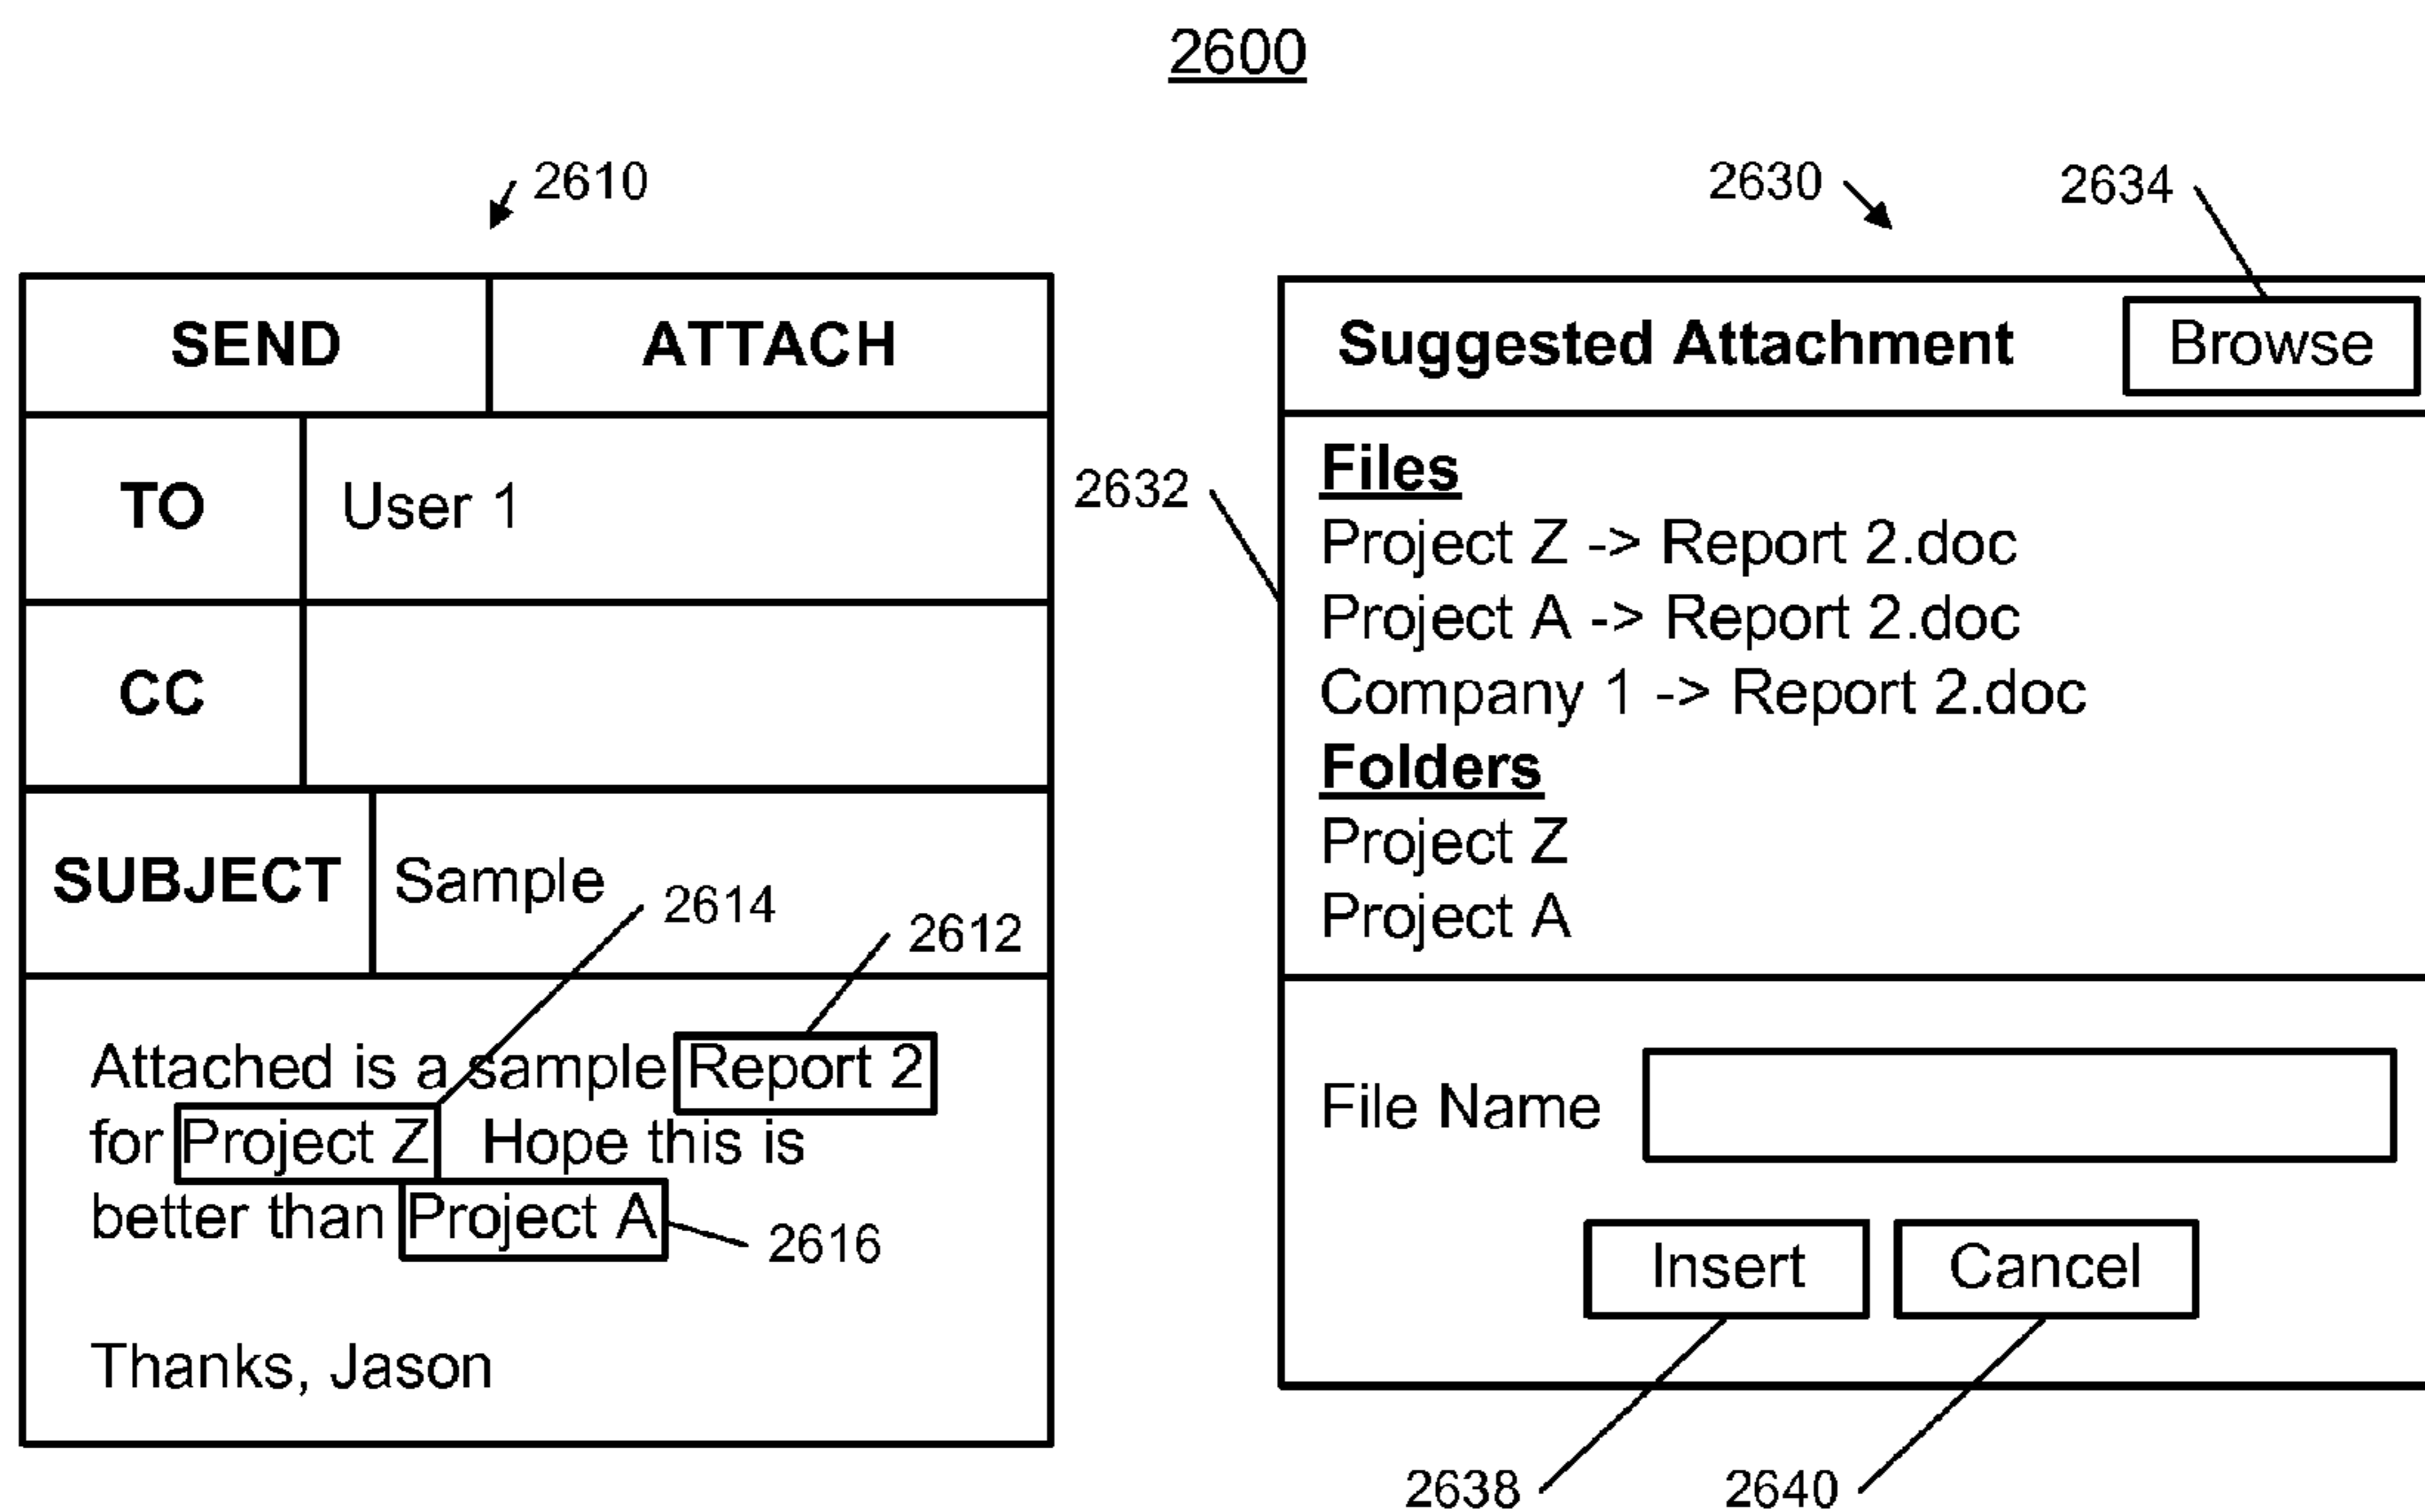 2600
2610
SEND ATTACH
TO User 1
CC
SUBJECT Sample
2614
2612
Attached is a sample Report 2
for Project Z Hope this is
better than Project A
2616
Thanks, Jason
2630
2634
Suggested Attachment Browse
2632
Files
Project Z -> Report 2.doc
Project A -> Report 2.doc
Company 1 -> Report 2.doc
Folders
Project Z
Project A
File Name
Insert Cancel
2638 2640